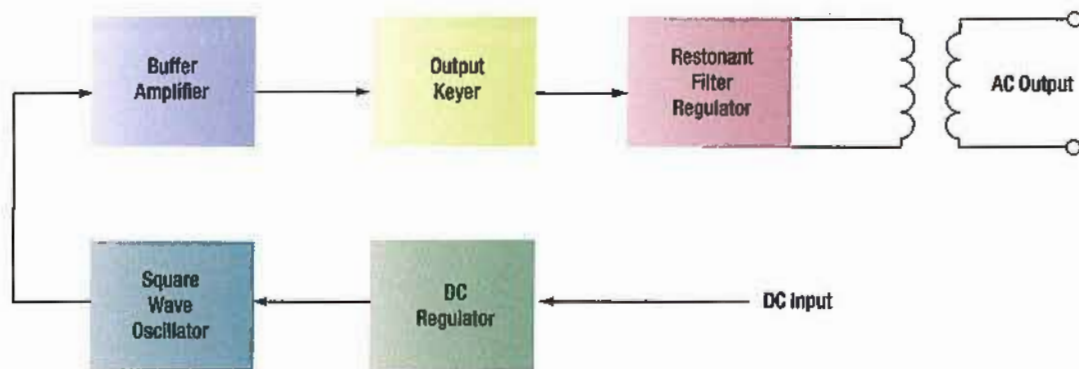 Buffer
Amplifier
Output
Keyer
Restonant
Filter
Regulator
AC Output
Square
Wave
Oscillator
DC
Regulator
DC Input